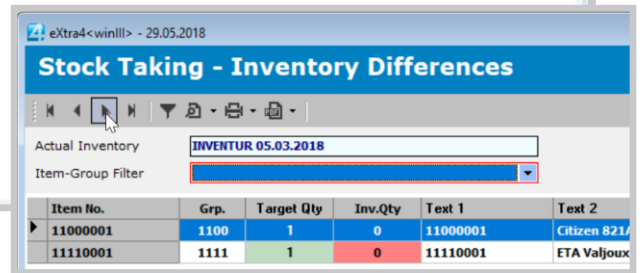 eXtra4<winIII> - 29.05.2018
Stock Taking - Inventory Differences
Actual Inventory INVENTUR 05.03.2018
Item-Group Filter
Item No. Grp. Target Qty Inv.Qty Text 1 Text 2
11000001 1100 1 0 11000001 Citizen 821A
11110001 1111 1 0 11110001 ETA Valjoux